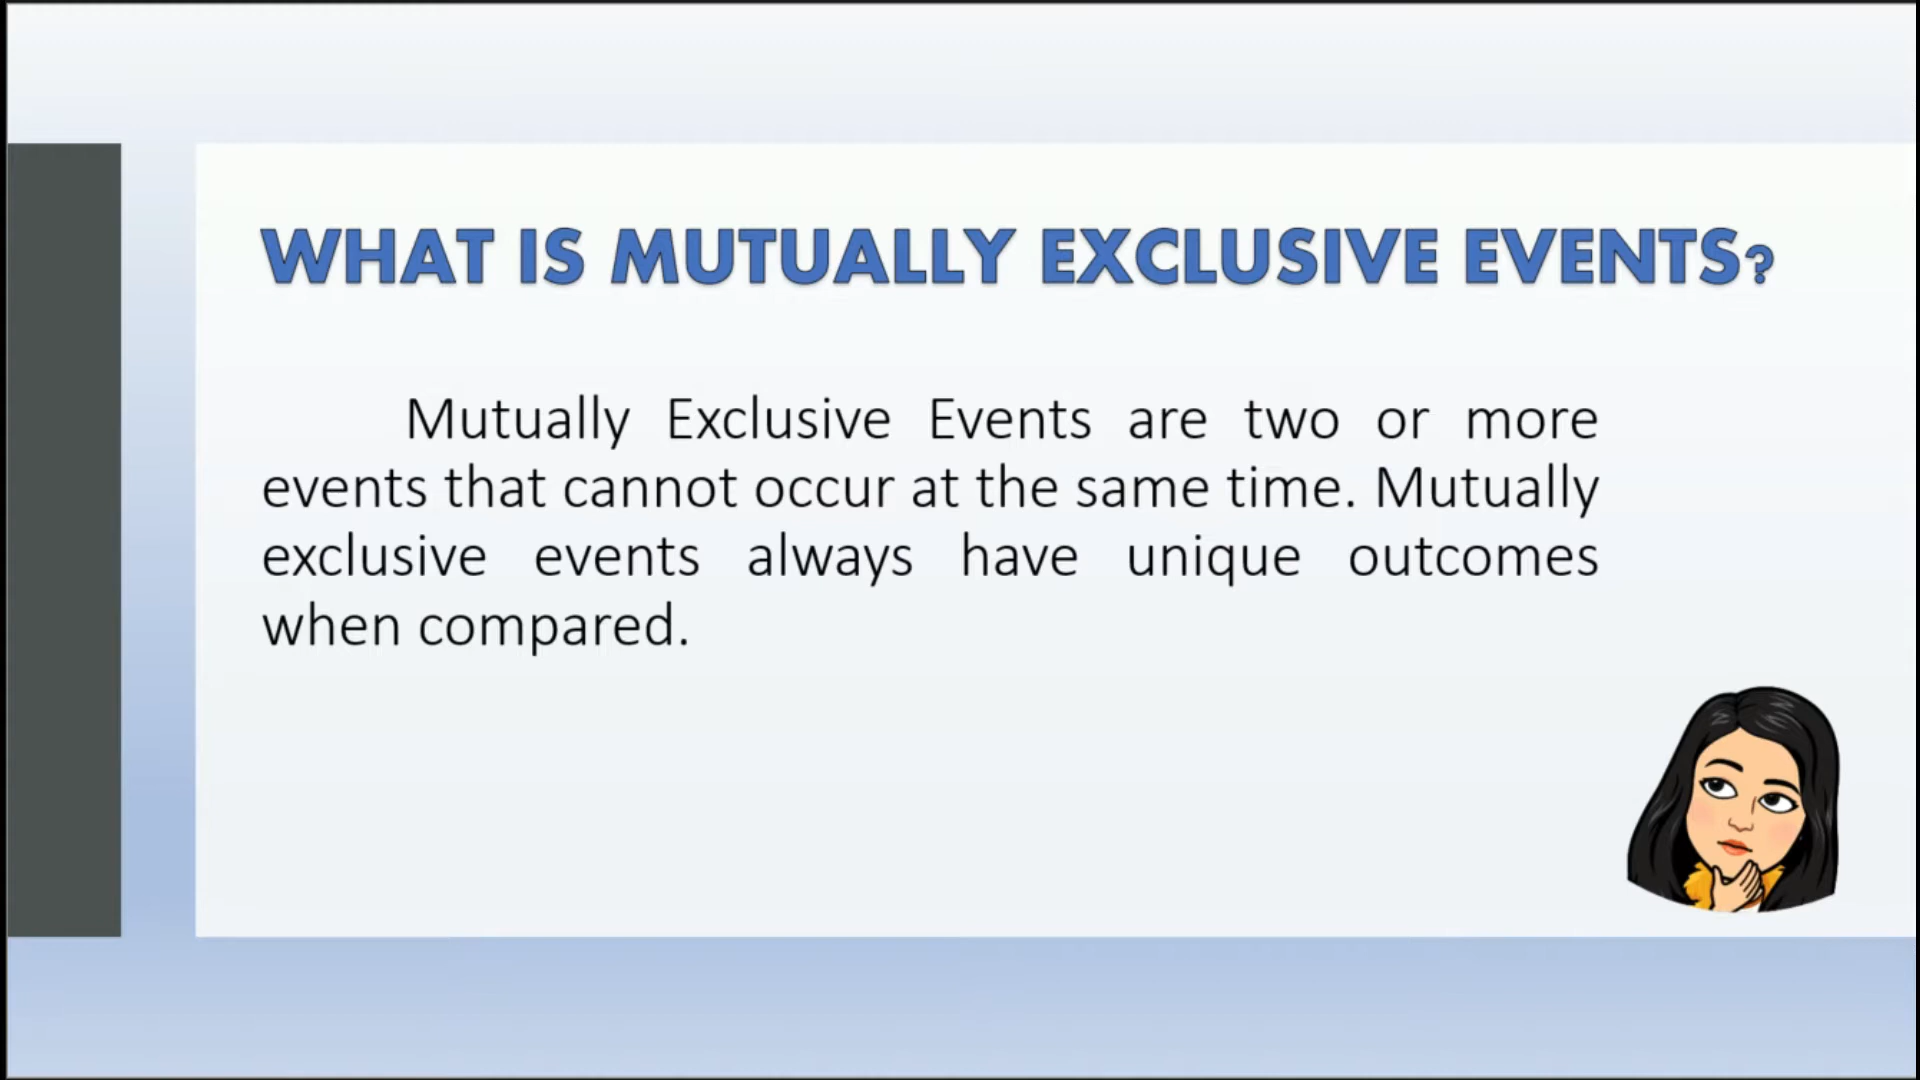 WHAT IS MUTUALLY EXCLUSIVE EVENTS?
Mutually Exclusive Events are two or more
events that cannot occur at the same time. Mutually
exclusive events always have unique outcomes
when compared.